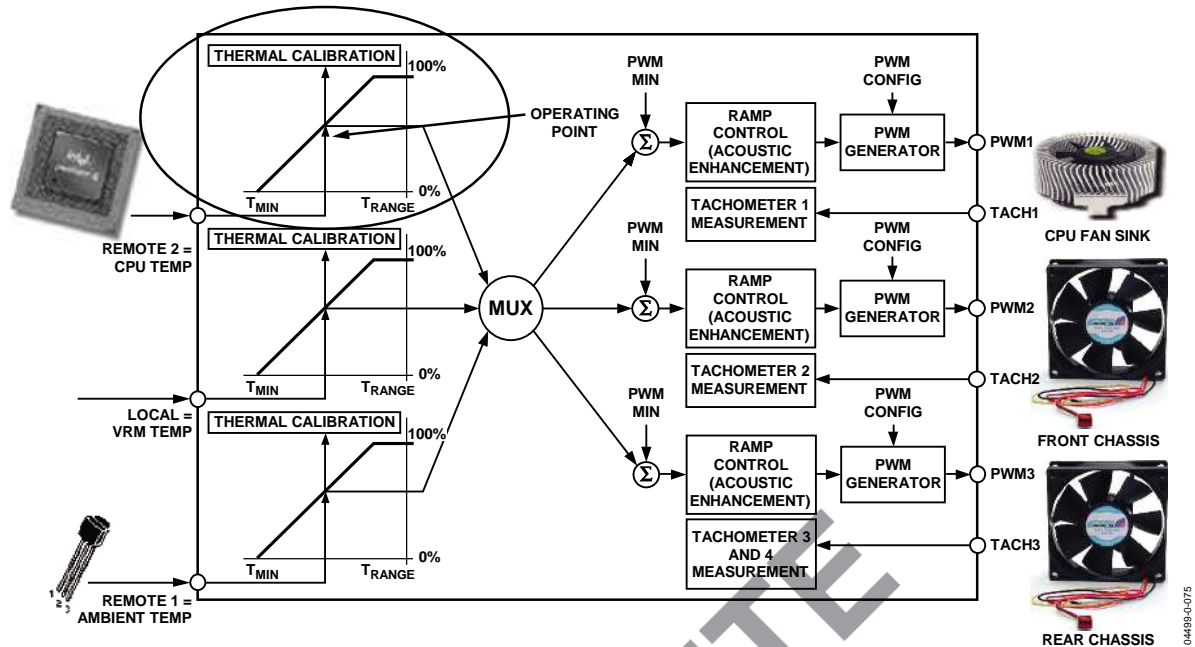 THERMAL CALIBRATION
100%
OPERATING
POINT
0%
TMIN
TRANGE
REMOTE 2 =
CPU TEMP
THERMAL CALIBRATION
100%
0%
TMIN
TRANGE
LOCAL =
VRM TEMP
THERMAL CALIBRATION
100%
0%
TMIN
TRANGE
REMOTE 1 =
AMBIENT TEMP
1
2
3
MUX
PWM
MIN
Σ
RAMP
CONTROL
(ACOUSTIC
ENHANCEMENT)
PWM
CONFIG
PWM
GENERATOR
PWM1
TACHOMETER 1
MEASUREMENT
TACH1
CPU FAN SINK
PWM
MIN
Σ
RAMP
CONTROL
(ACOUSTIC
ENHANCEMENT)
PWM
CONFIG
PWM
GENERATOR
PWM2
TACHOMETER 2
MEASUREMENT
TACH2
FRONT CHASSIS
PWM
MIN
Σ
RAMP
CONTROL
(ACOUSTIC
ENHANCEMENT)
PWM
CONFIG
PWM
GENERATOR
PWM3
TACHOMETER 3
AND 4
MEASUREMENT
TACH3
REAR CHASSIS
04499-0-075